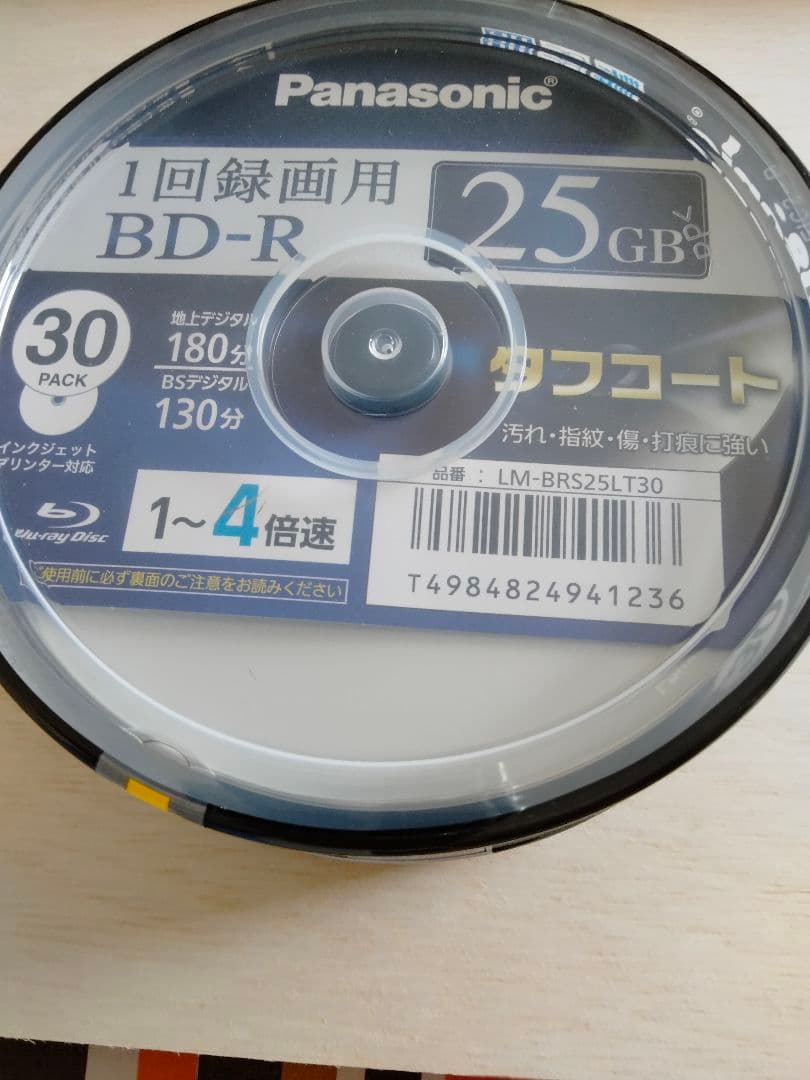 Panasonic®
1回録画用
BD-R
25GB
30
PACK
地上デジタル
180分
BSデジタル
130分
タフコート
汚れ・指紋・傷・打痕に強い
インクジェット
プリンター対応
Blu-ray Disc
1～4倍速
ご使用前に必ず裏面のご注意をお読みください
品番 : LM-BRS25LT30
T4984824941236